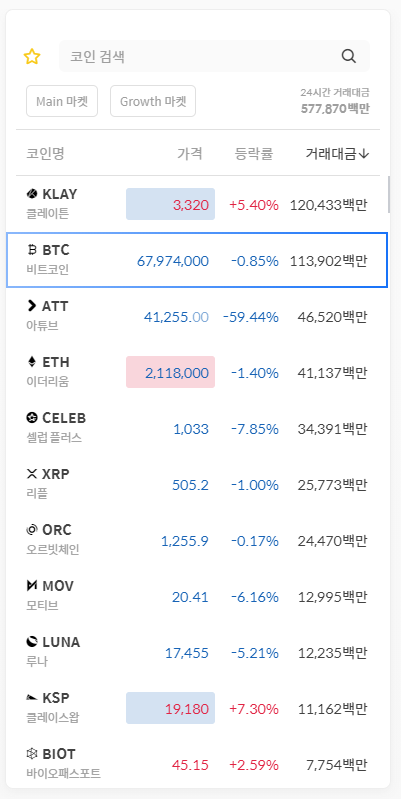 코인 검색
Main 마켓 Growth 마켓 24시간 거래대금
577,870백만
코인명 가격 등락률 거래대금↓
KLAY 3,320 +5.40% 120,433백만
클레이튼
BTC 67,974,000 -0.85% 113,902백만
비트코인
ATT 41,255.00 -59.44% 46,520백만
아튜브
ETH 2,118,000 -1.40% 41,137백만
이더리움
CELEB 1,033 -7.85% 34,391백만
셀럽 플러스
XRP 505.2 -1.00% 25,773백만
리플
ORC 1,255.9 -0.17% 24,470백만
오르빗체인
MOV 20.41 -6.16% 12,995백만
모티브
LUNA 17,455 -5.21% 12,235백만
루나
KSP 19,180 +7.30% 11,162백만
클레이스왑
BIOT 45.15 +2.59% 7,754백만
바이오패스포트